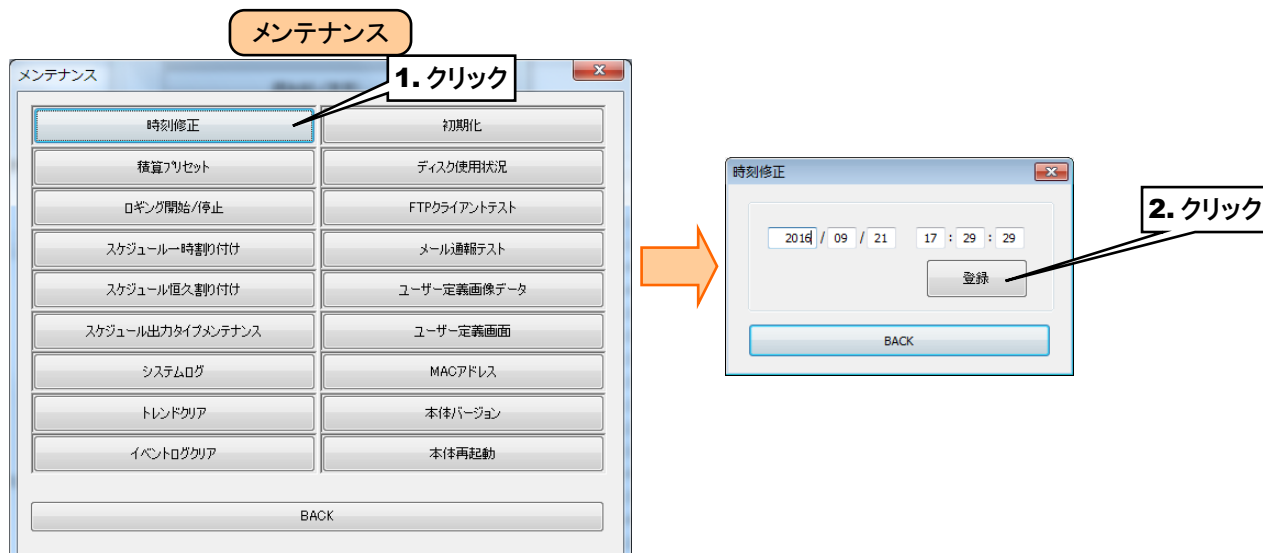 メンテナンス
メンテナンス
1. クリック
時刻修正
初期化
積算プリセット
ディスク使用状況
ロギング開始/停止
FTPクライアントテスト
スケジュール一時割り付け
メール通報テスト
スケジュール恒久割り付け
ユーザー定義画像データ
スケジュール出力タイプメンテナンス
ユーザー定義画面
システムログ
MACアドレス
トレンドクリア
本体バージョン
イベントログクリア
本体再起動
BACK
時刻修正
2. クリック
2016 / 09 / 21 17 : 29 : 29
登録
BACK